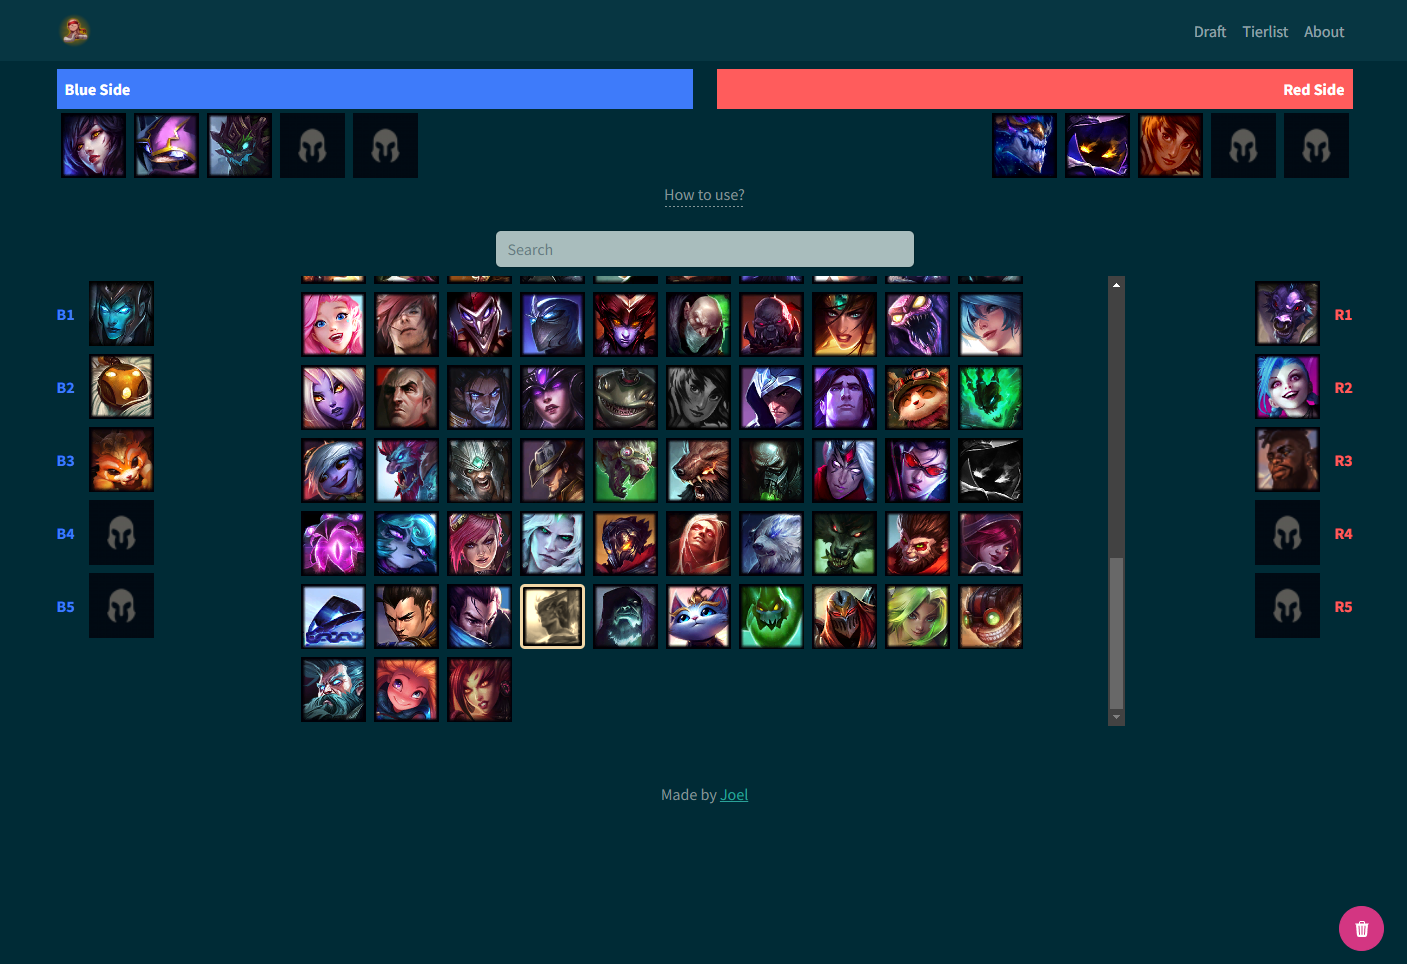 Draft Tierlist About
Blue Side
Red Side
How to use?
Search
B1
R1
B2
R2
B3
R3
B4
R4
B5
R5
Made by Joel